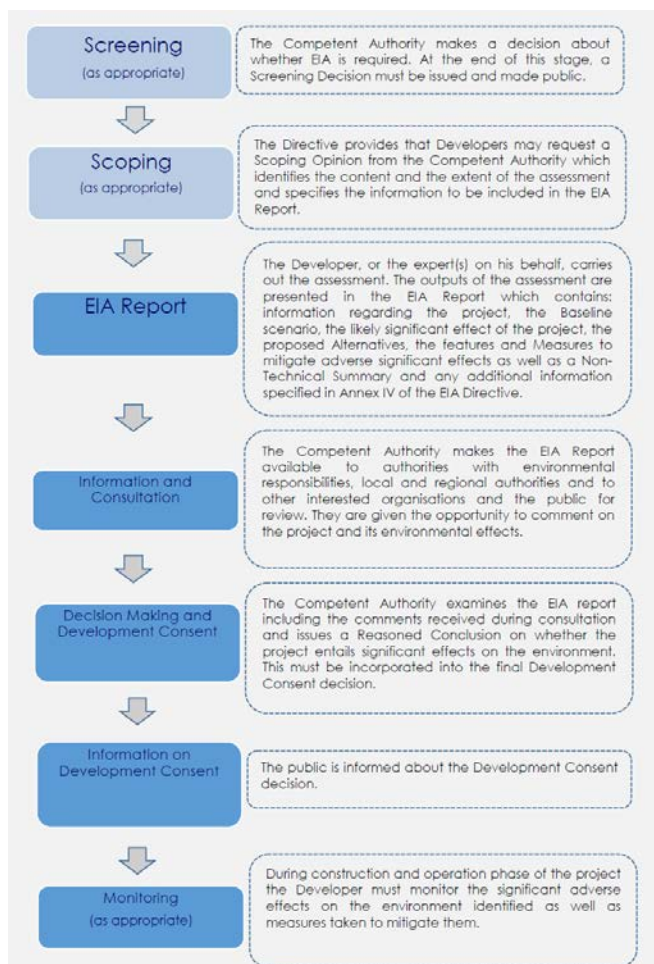 Screening
(as appropriate)
The Competent Authority makes a decision about
whether EIA is required. At the end of this stage, a
Screening Decision must be issued and made public.
Scoping
(as appropriate)
The Directive provides that Developers may request a
Scoping Opinion from the Competent Authority which
identifies the content and the extent of the assessment
and specifies the information to be included in the EIA
Report.
EIA Report
The Developer, or the expert(s) on his behalf, carries
out the assessment. The outputs of the assessment are
presented in the EIA Report which contains:
information regarding the project, the Baseline
scenario, the likely significant effect of the project, the
proposed Alternatives, the features and Measures to
mitigate adverse significant effects as well as a Non-
Technical Summary and any additional information
specified in Annex IV of the EIA Directive.
Information and
Consultation
The Competent Authority makes the EIA Report
available to authorities with environmental
responsibilities, local and regional authorities and to
other interested organisations and the public for
review. They are given the opportunity to comment on
the project and its environmental effects.
Decision Making and
Development Consent
The Competent Authority examines the EIA report
including the comments received during consultation
and issues a Reasoned Conclusion on whether the
project entails significant effects on the environment.
This must be incorporated into the final Development
Consent decision.
Information on
Development Consent
The public is informed about the Development Consent
decision.
Monitoring
(as appropriate)
During construction and operation phase of the project
the Developer must monitor the significant adverse
effects on the environment identified as well as
measures taken to mitigate them.